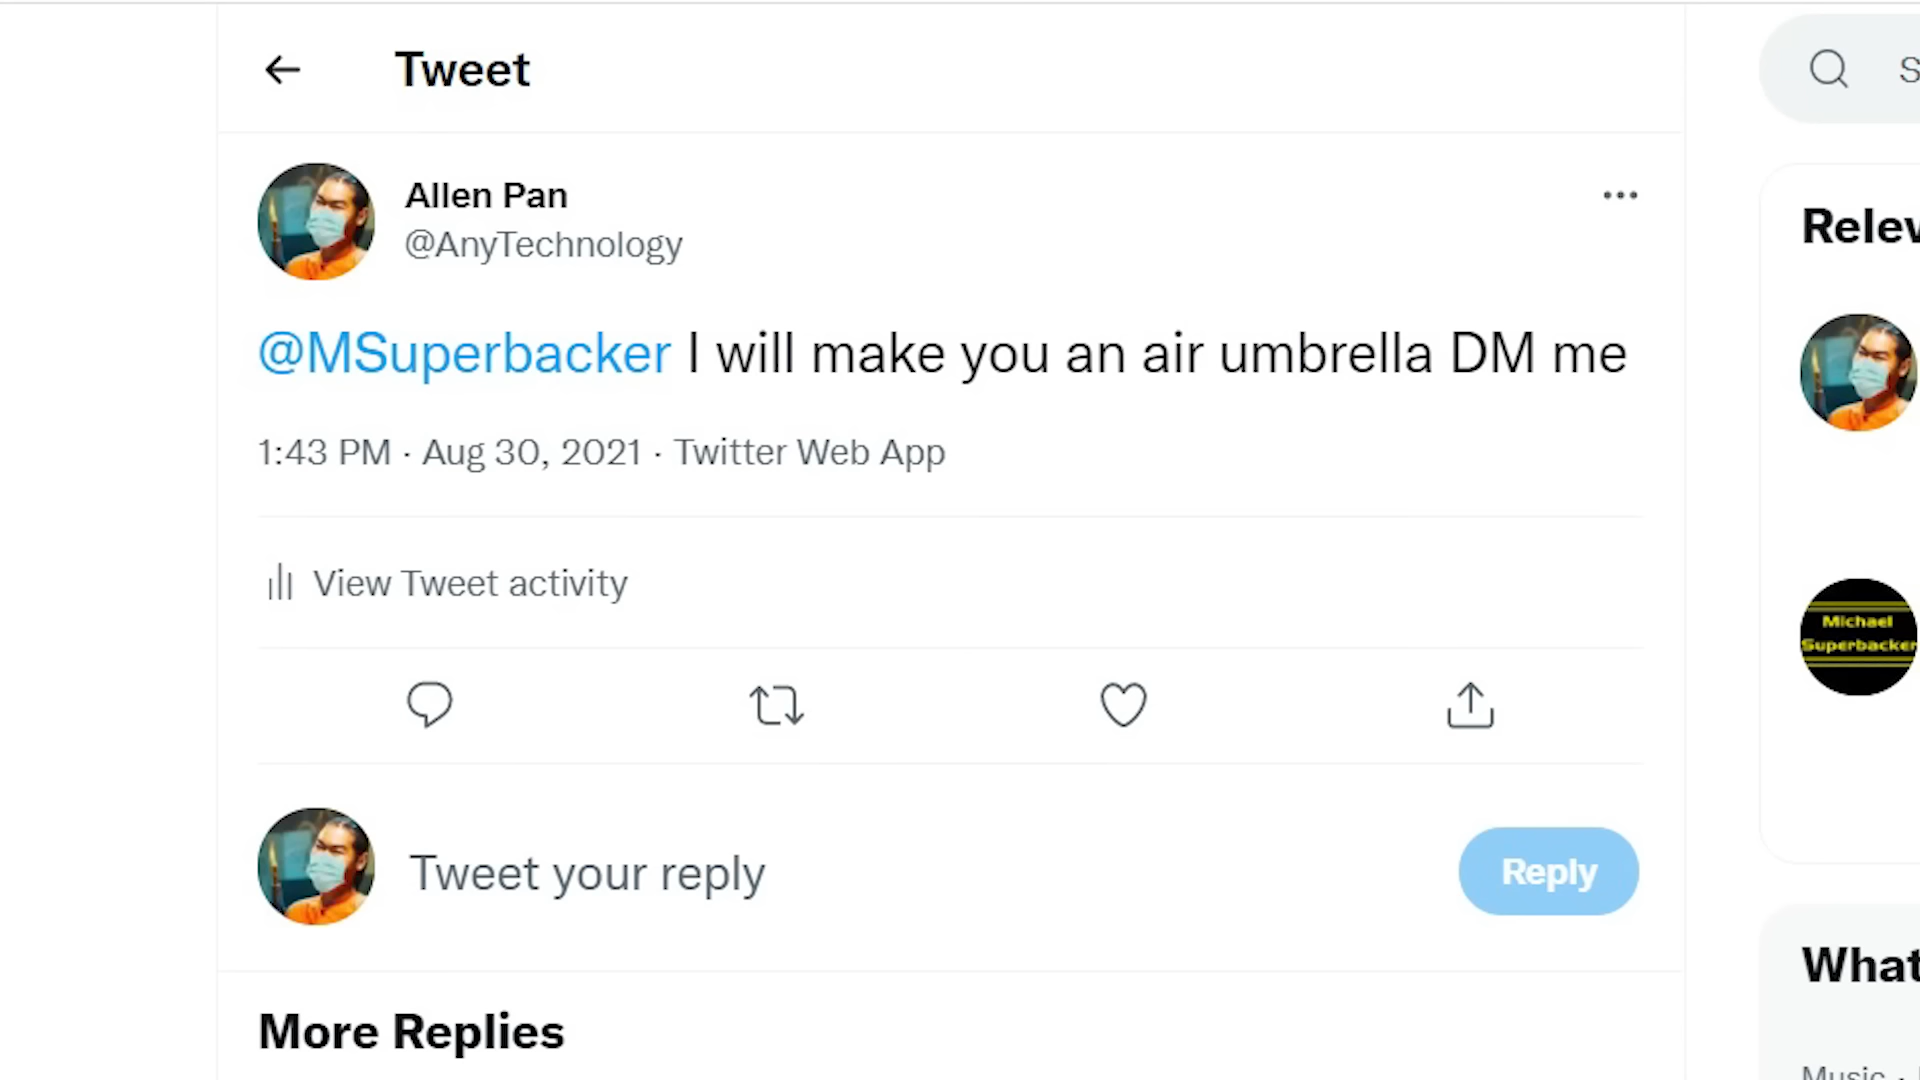 Tweet
Allen Pan
@AnyTechnology
@MSuperbacker I will make you an air umbrella DM me
1:43 PM · Aug 30, 2021 · Twitter Web App
View Tweet activity
Tweet your reply
Reply
More Replies
S
Relev
Michael
Superbacker
What
Music ·